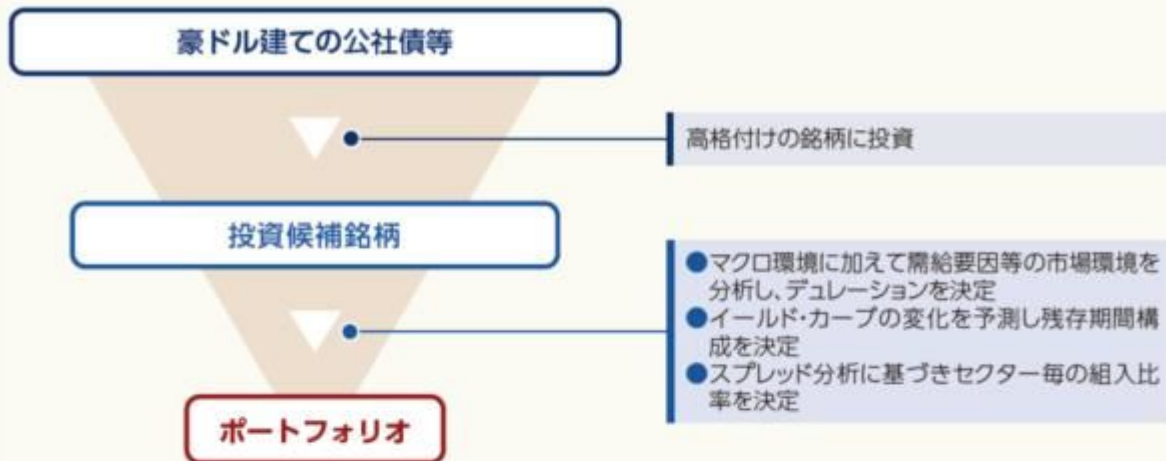 豪ドル建ての公社債等
高格付けの銘柄に投資
投資候補銘柄
●マクロ環境に加えて需給要因等の市場環境を
分析し、デュレーションを決定
●イールド・カーブの変化を予測し残存期間構
成を決定
●スプレッド分析に基づきセクター毎の組入比
率を決定
ポートフォリオ